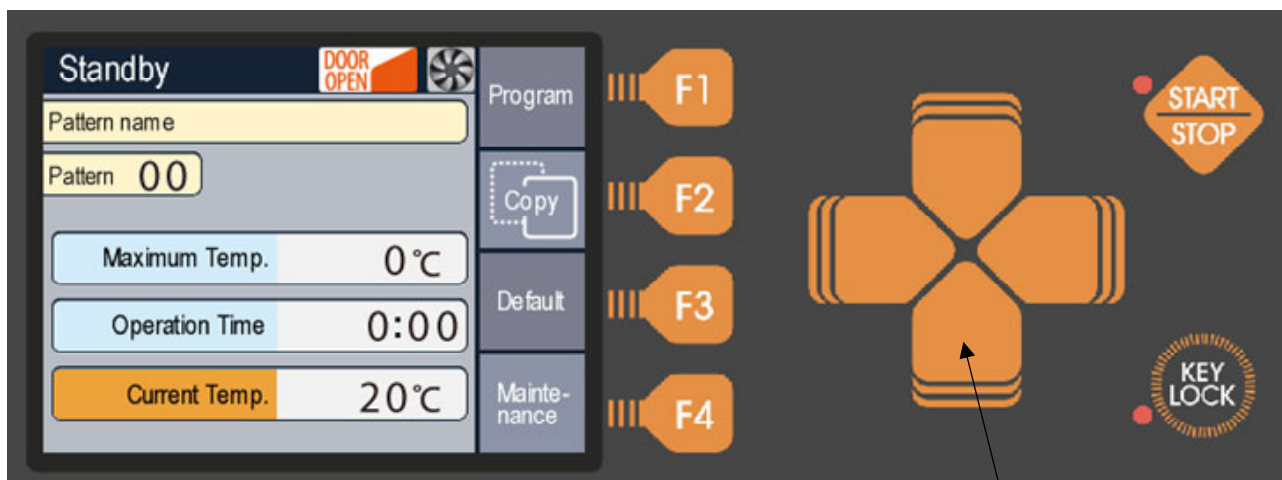 Standby
DOOR
OPEN
Pattern name
Pattern 00
Maximum Temp. 0℃
Operation Time 0:00
Current Temp. 20℃
Program
Copy
Default
Mainte-
nance
F1
F2
F3
F4
START
STOP
KEY
LOCK